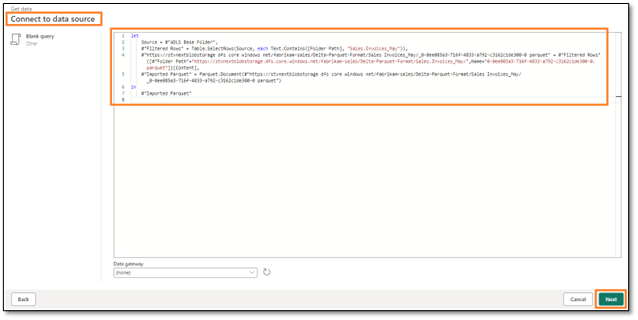 Get data
Connect to data source
Blank query
Other
1 let
2 Source = #"ADLS Base Folder",
3 #"Filtered Rows" = Table.SelectRows(Source, each Text.Contains([Folder Path], "Sales.Invoices_May")),
4 #"https://stvnextblobstorage dfs core windows net/fabrikam-sales/Delta-Parquet-Format/Sales Invoices_May/_0-0ee085a3-716f-4833-a792-c3162c1de300-0 parquet" = #"Filtered Rows"
{[#"Folder Path"="https://stvnextblobstorage.dfs.core.windows.net/fabrikam-sales/Delta-Parquet-Format/Sales.Invoices_May/",Name="0-0ee085a3-716f-4833-a792-c3162c1de300-0.
parquet"]}[Content],
5 #"Imported Parquet" = Parquet.Document(#"https://stvnextblobstorage dfs core windows net/fabrikam-sales/Delta-Parquet-Format/Sales Invoices_May/
_0-0ee085a3-716f-4833-a792-c3162c1de300-0 parquet")
6 in
7 #"Imported Parquet"
8
Data gateway
(none)
Back
Cancel
Next